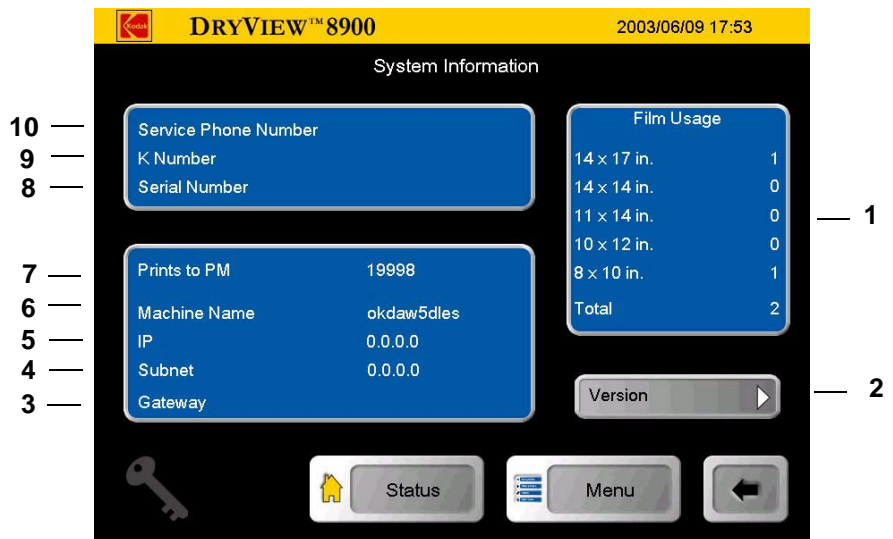 Kodak DRYVIEW™ 8900 2003/06/09 17:53
System Information
10 Service Phone Number
9 K Number
8 Serial Number
7 Prints to PM 19998
6 Machine Name okdaw5dles
5 IP 0.0.0.0
4 Subnet 0.0.0.0
3 Gateway
Film Usage
14 x 17 in. 1
14 x 14 in. 0
11 x 14 in. 0
10 x 12 in. 0
8 x 10 in. 1
Total 2
1
Version
2
Status
Menu